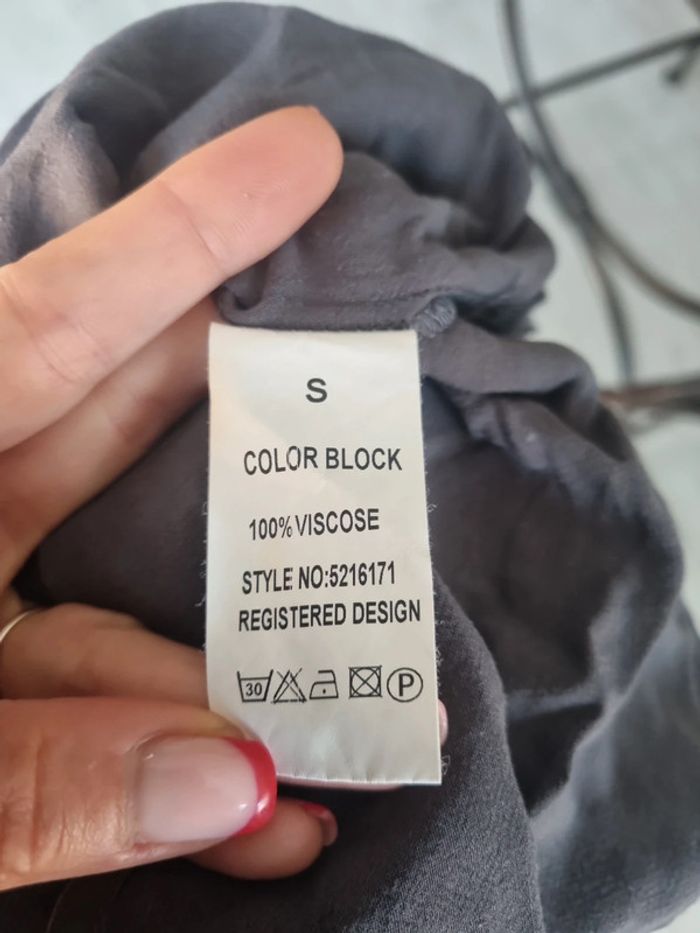 S
COLOR BLOCK
100% VISCOSE
STYLE NO:5216171
REGISTERED DESIGN
30 P